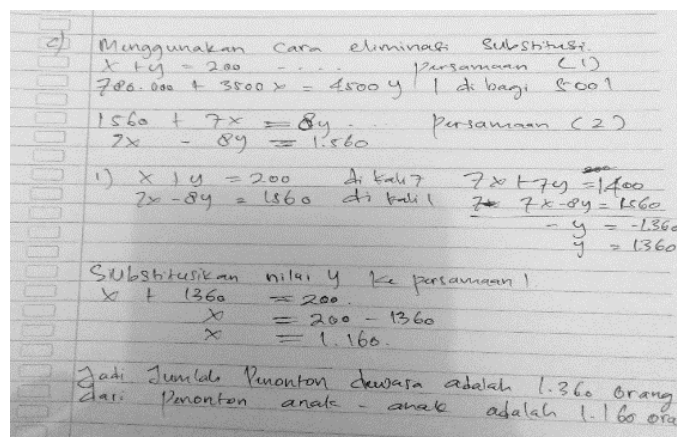 c) Menggunakan cara eliminasi Substitusi.
x + y = 200 .... persamaan (1)
780.000 + 3500 x = 4500 y | di bagi 500 |
1560 + 7x = 8y .. persamaan (2)
7x - 8y = 1.560
1) x + y = 200 di kali 7 7x + 7y = 1400
7x - 8y = 1560 di kali 1 7x - 8y = 1560
- y = -1360
y = 1360
Substitusikan nilai y ke persamaan 1.
x + 1360 = 200.
x = 200 - 1360
x = 1.160.
Jadi Jumlah Penonton dewasa adalah 1.360 orang
dari Penonton anak - anak adalah 1.160 ora